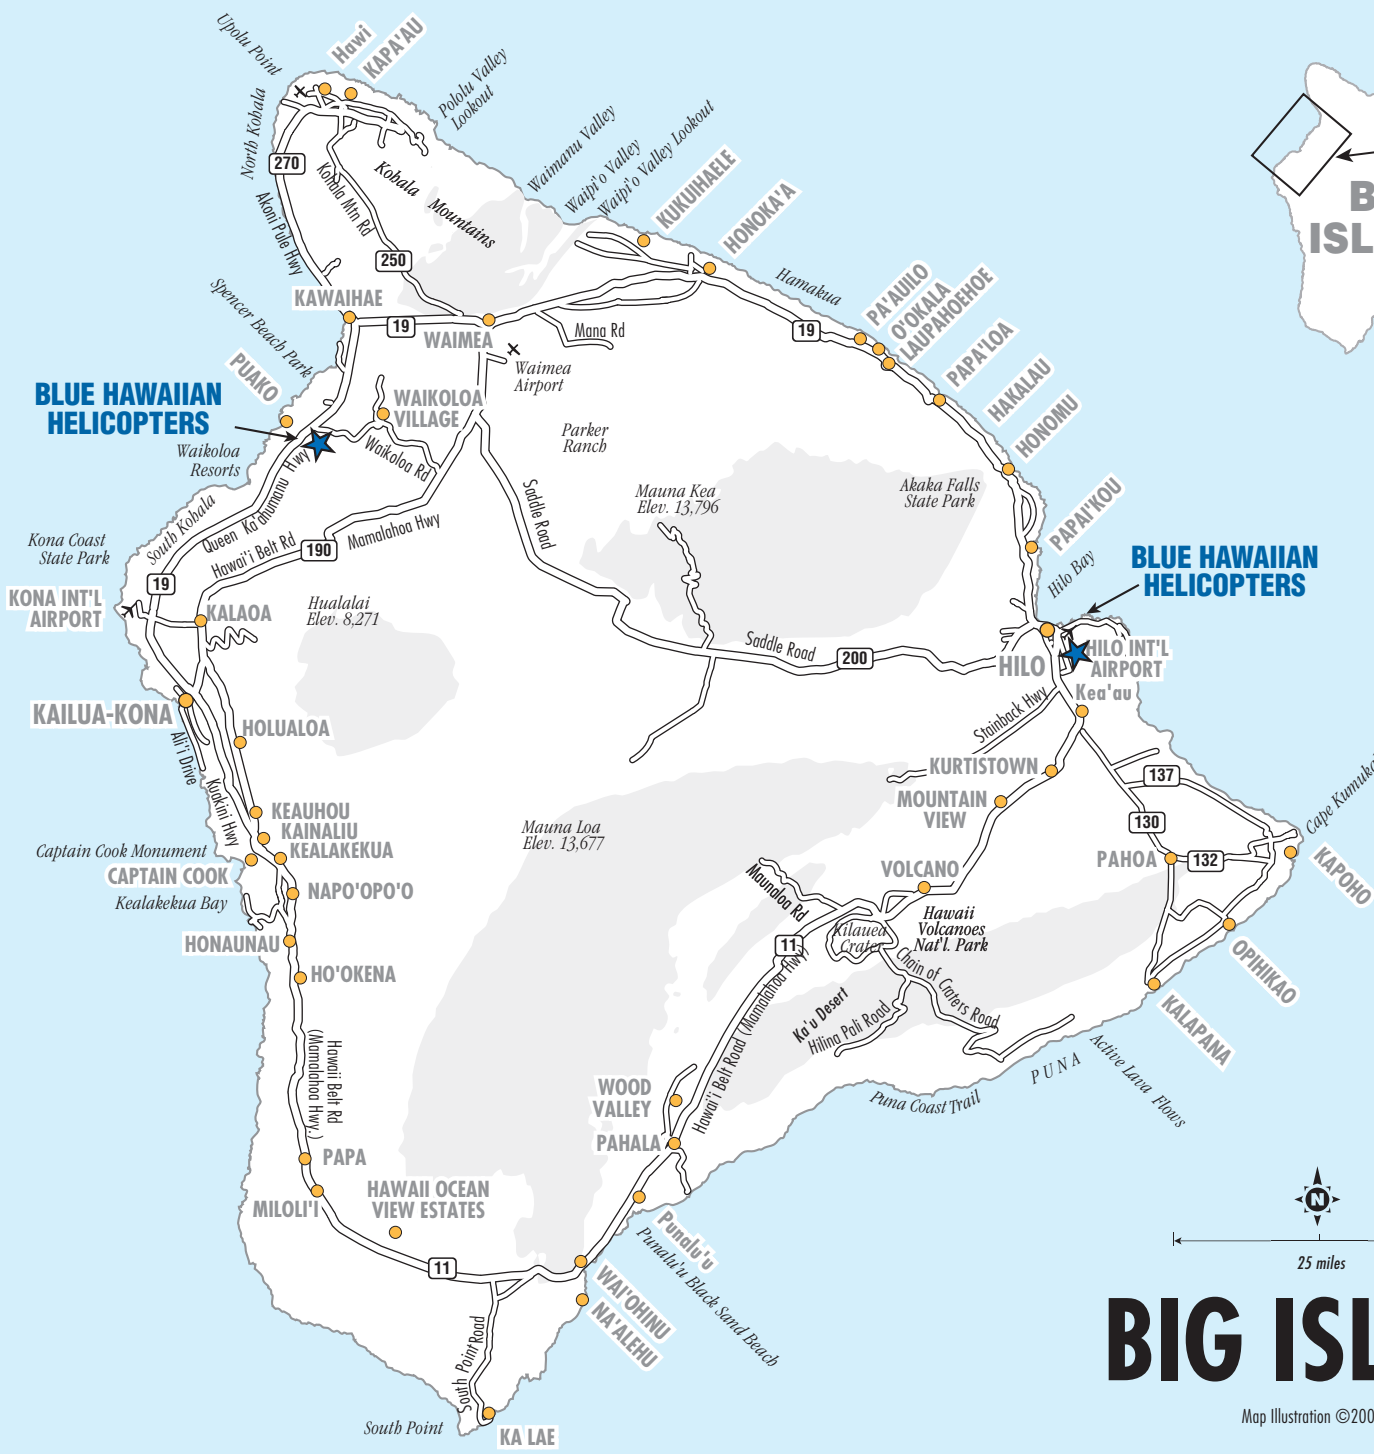 Upolu Point
Hawi
KAPA'AU
Pololu Valley
Lookout
North Kohala
270
Kohala Mtn Rd
Kohala
Mountains
Akoni Pule Hwy
250
Waimanu Valley
Waipi'o Valley
Waipi'o Valley Lookout
KUKUIHAELE
HONOKA'A
Hamakua
B
ISL
KAWAIHAE
19
WAIMEA
Mana Rd
19
PA'AUILO
O'OKALA
LAUPAHOEHOE
PAPA'LOA
HAKALAU
HONOMU
Spencer Beach Park
PUAKO
Waimea
Airport
BLUE HAWAIIAN
HELICOPTERS
WAIKOLOA
VILLAGE
Waikoloa
Resorts
Waikoloa Rd
Parker
Ranch
Mauna Kea
Elev. 13,796
Akaka Falls
State Park
PAPAI'KOU
Saddle Road
South Kohala
Queen Ka'ahumanu Hwy
Hawai'i Belt Rd
190
Mamalahoa Hwy
Kona Coast
State Park
19
KONA INT'L
AIRPORT
KALAOA
Hualalai
Elev. 8,271
Hilo Bay
BLUE HAWAIIAN
HELICOPTERS
Saddle Road
200
HILO
HILO INT'L
AIRPORT
Kea'au
Stainback Hwy
KAILUA-KONA
HOLUALOA
Ali'i Drive
Kuakini Hwy
KURTISTOWN
MOUNTAIN
VIEW
137
130
Cape Kumuka
KEAUHOU
KAINALIU
KEALAKEKUA
Captain Cook Monument
CAPTAIN COOK
Kealakekua Bay
NAPO'OPO'O
Mauna Loa
Elev. 13,677
VOLCANO
PAHOA
132
KAPOHO
Maunaloa Rd
Hawaii
Volcanoes
Nat'l. Park
Kilauea
Crater
11
HONAUNAU
HO'OKENA
Chain of Craters Road
OPIHIKAO
KALAPANA
Ka'u Desert
Hilina Pali Road
Hawaii Belt Rd
(Mamalahoa Hwy.)
Hawai'i Belt Road (Mamalahoa Hwy)
PUNA
Active Lava Flows
Puna Coast Trail
WOOD
VALLEY
PAHALA
PAPA
MILOLI'I
HAWAII OCEAN
VIEW ESTATES
Punalu'u
Punalu'u Black Sand Beach
11
WAI'OHINU
NA'ALEHU
South Point Road
South Point
KA LAE
N
25 miles
BIG ISL
Map Illustration ©200